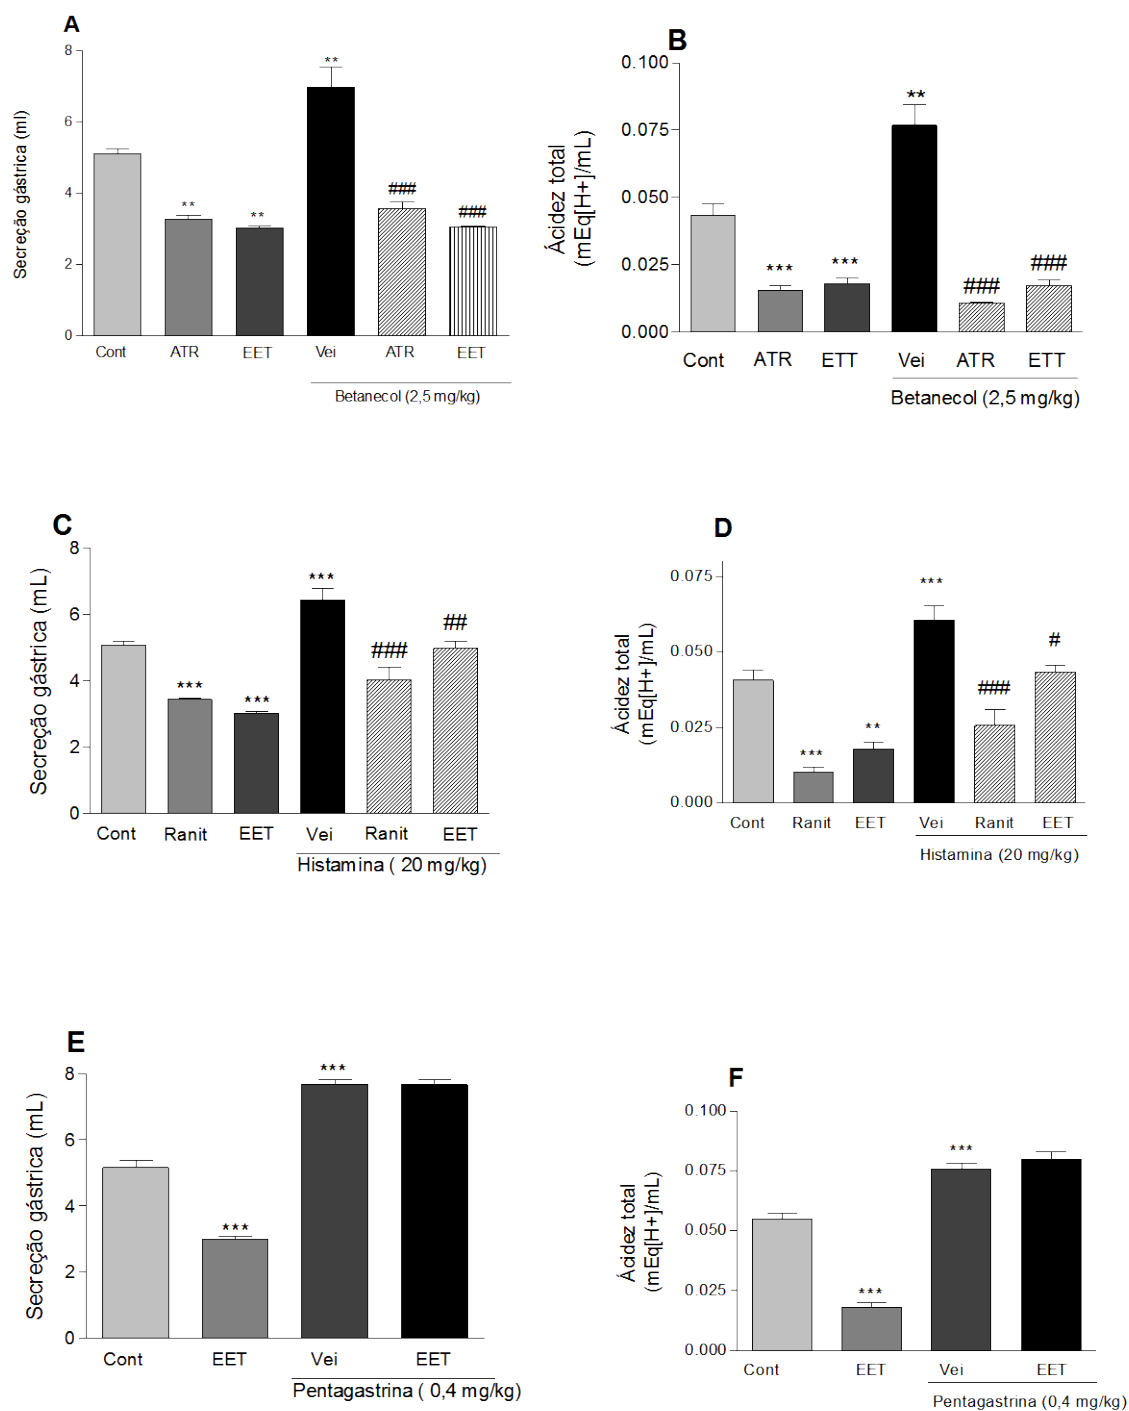 A
Secreção gástrica (ml)
8
6
4
2
0
**
**
**
###
###
Cont ATR EET Vei ATR EET
Betanecol (2,5 mg/kg)
B
Ácidez total
(mEq[H+]/mL)
0.100
0.075
0.050
0.025
0.000
***
***
**
###
###
Cont ATR ETT Vei ATR ETT
Betanecol (2,5 mg/kg)
C
Secreção gástrica (mL)
8
6
4
2
0
***
***
***
###
##
Cont Ranit EET Vei Ranit EET
Histamina ( 20 mg/kg)
D
Ácidez total
(mEq[H+]/mL)
0.075
0.050
0.025
0.000
***
**
***
###
#
Cont Ranit EET Vei Ranit EET
Histamina (20 mg/kg)
E
Secreção gástrica (mL)
8
6
4
2
0
***
***
Cont EET Vei EET
Pentagastrina ( 0,4 mg/kg)
F
Ácidez total
(mEq[H+]/mL)
0.100
0.075
0.050
0.025
0.000
***
***
Cont EET Vei EET
Pentagastrina (0,4 mg/kg)